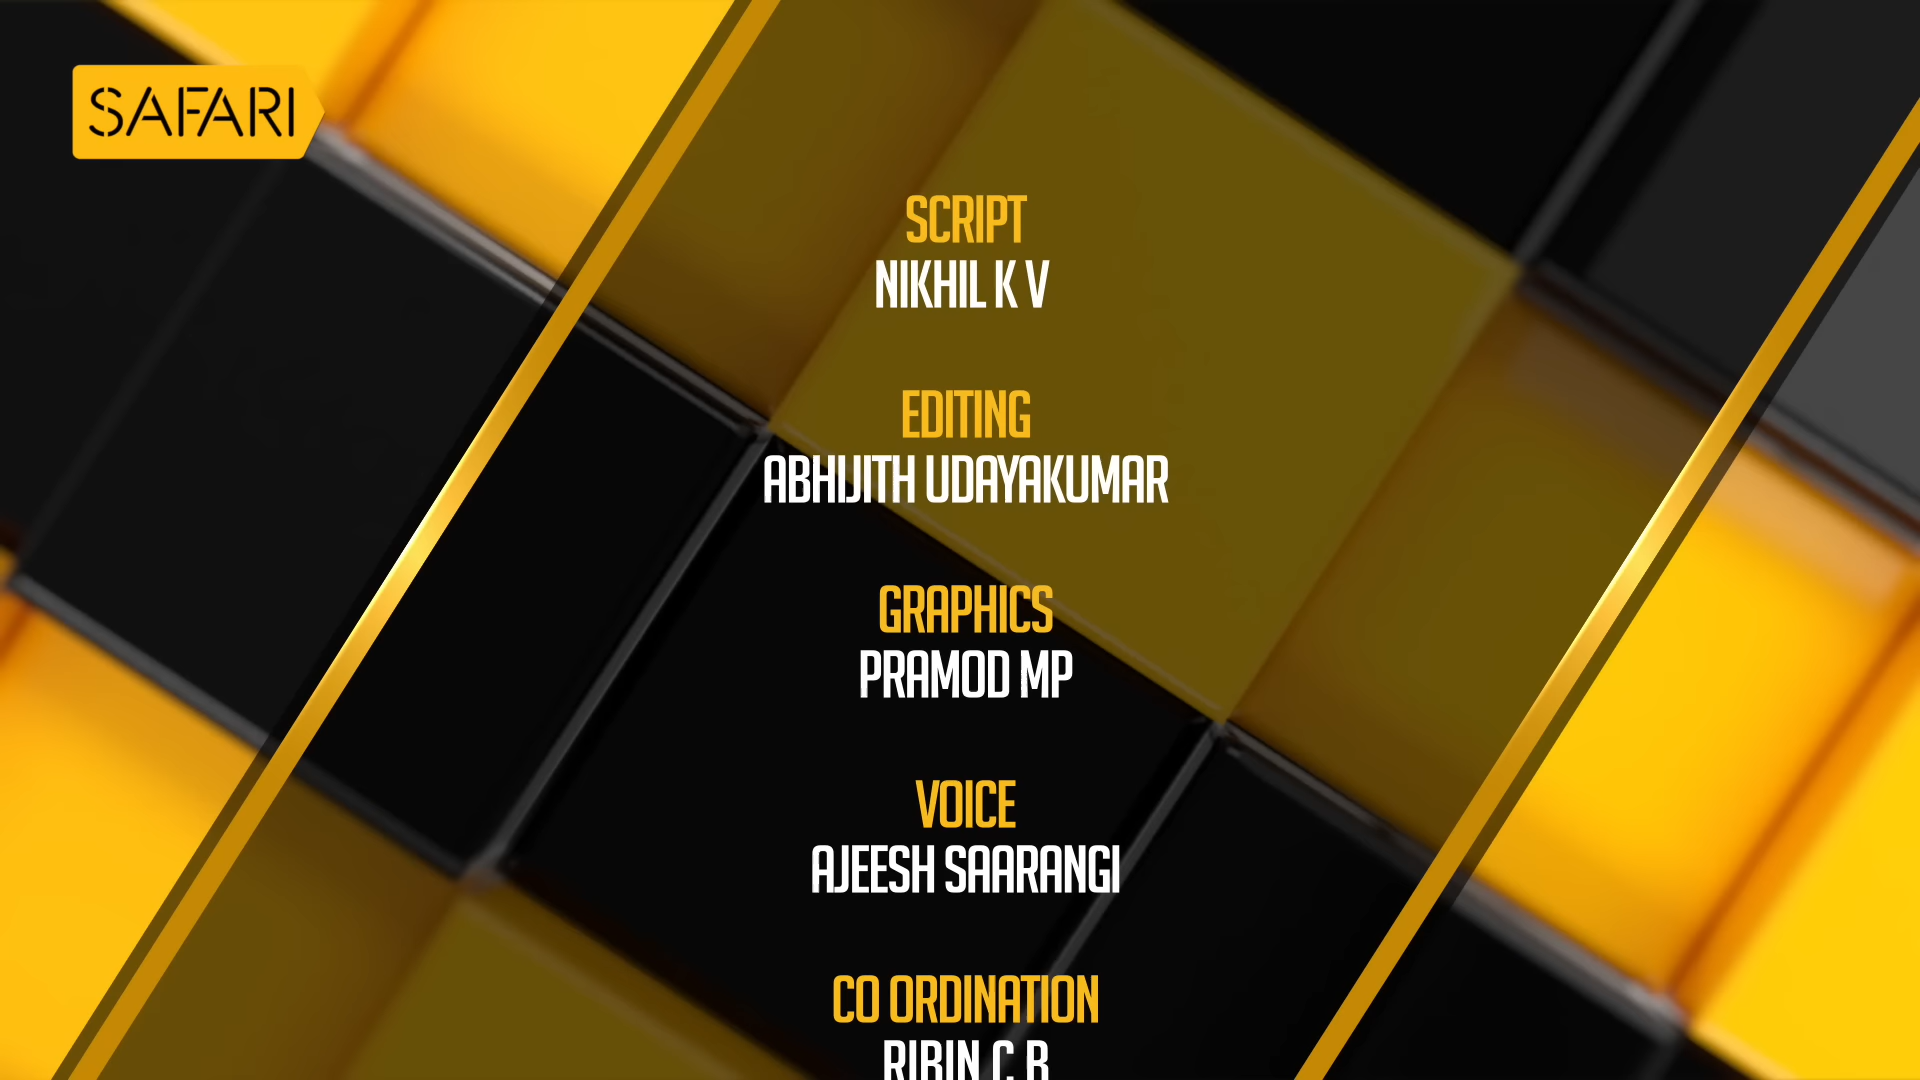 SAFARI
SCRIPT
NIKHIL K V
EDITING
ABHIJITH UDAYAKUMAR
GRAPHICS
PRAMOD MP
VOICE
AJEESH SAARANGI
CO ORDINATION